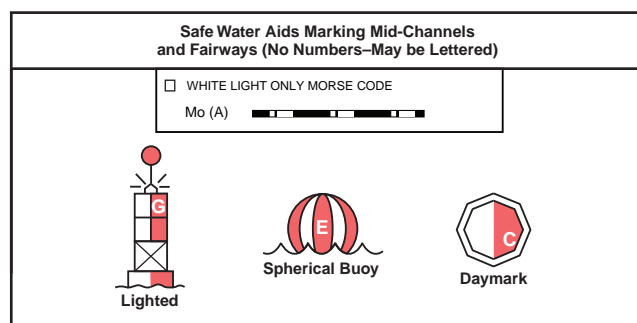 Safe Water Aids Marking Mid-Channels
and Fairways (No Numbers–May be Lettered)
WHITE LIGHT ONLY MORSE CODE
Mo (A)
G
E
C
Lighted
Spherical Buoy
Daymark